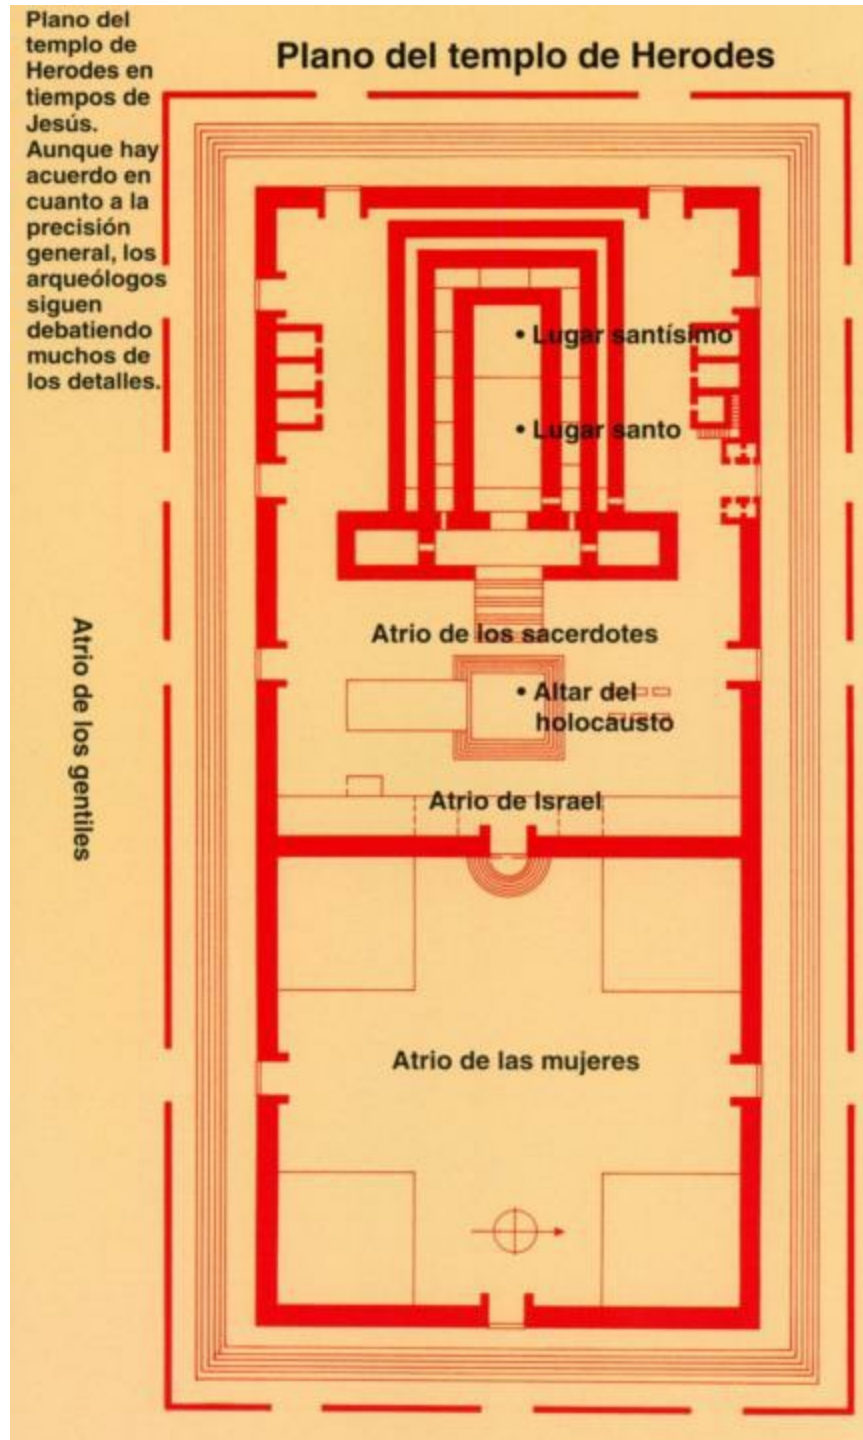 Plano del
templo de
Herodes en
tiempos de
Jesús.
Aunque hay
acuerdo en
cuanto a la
precisión
general, los
arqueólogos
siguen
debatiendo
muchos de
los detalles.
Plano del templo de Herodes
• Lugar santísimo
• Lugar santo
Atrio de los sacerdotes
• Altar del
holocausto
Atrio de Israel
Atrio de los gentiles
Atrio de las mujeres